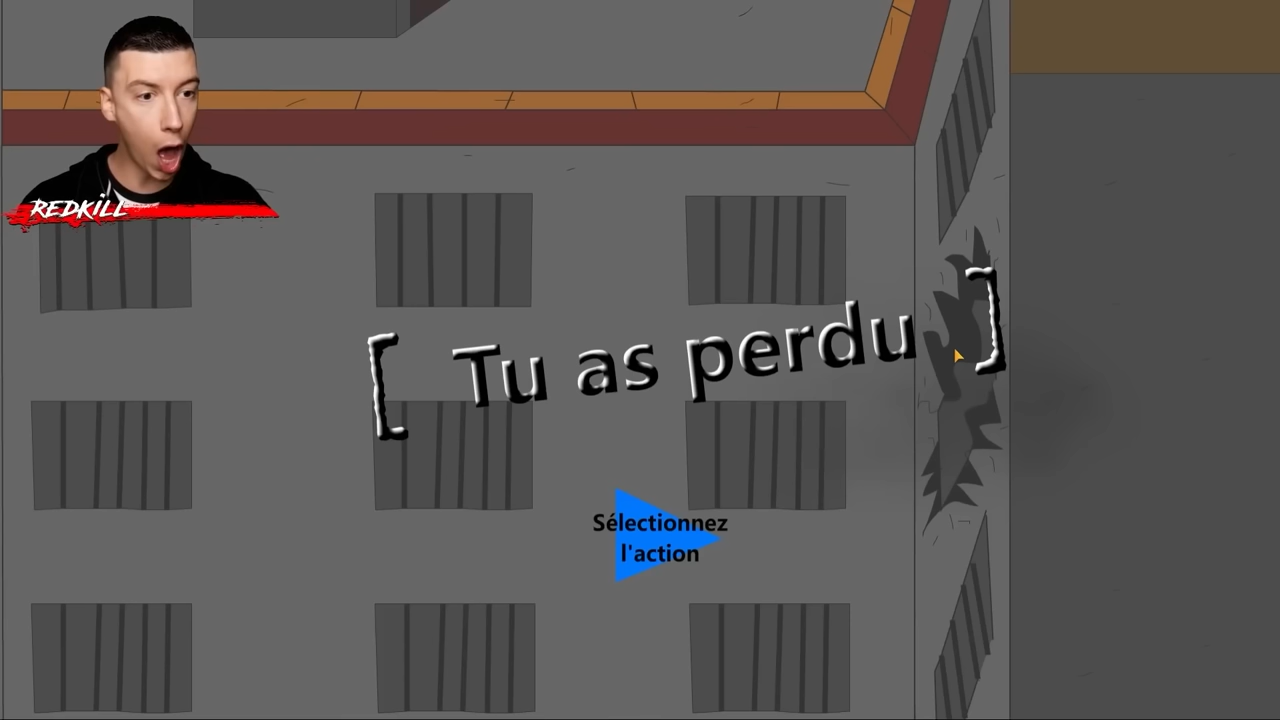 REDKiLL
[ Tu as perdu ]
Sélectionnez
l'action